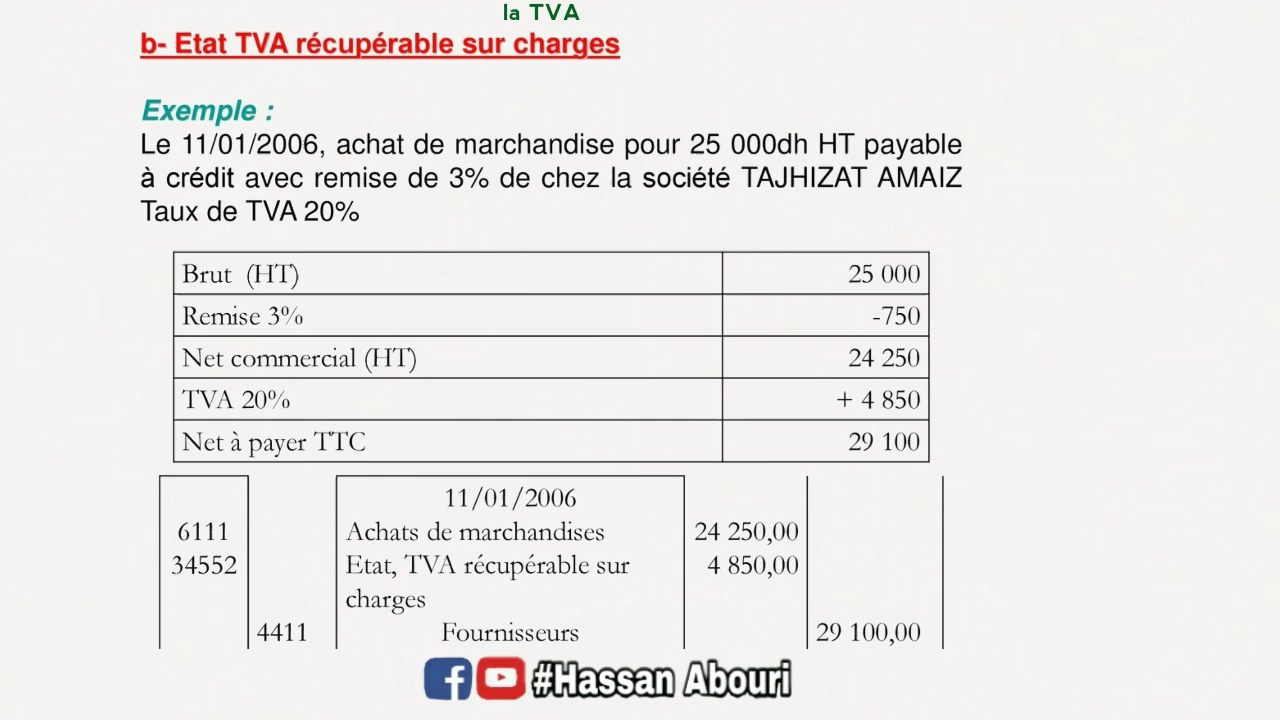 la TVA
b- Etat TVA récupérable sur charges
Exemple :
Le 11/01/2006, achat de marchandise pour 25 000dh HT payable
à crédit avec remise de 3% de chez la société TAJHIZAT AMAIZ
Taux de TVA 20%
Brut (HT) 25 000
Remise 3% -750
Net commercial (HT) 24 250
TVA 20% + 4 850
Net à payer TTC 29 100
11/01/2006
6111 Achats de marchandises 24 250,00
34552 Etat, TVA récupérable sur 4 850,00
charges
4411 Fournisseurs 29 100,00
#Hassan Abouri